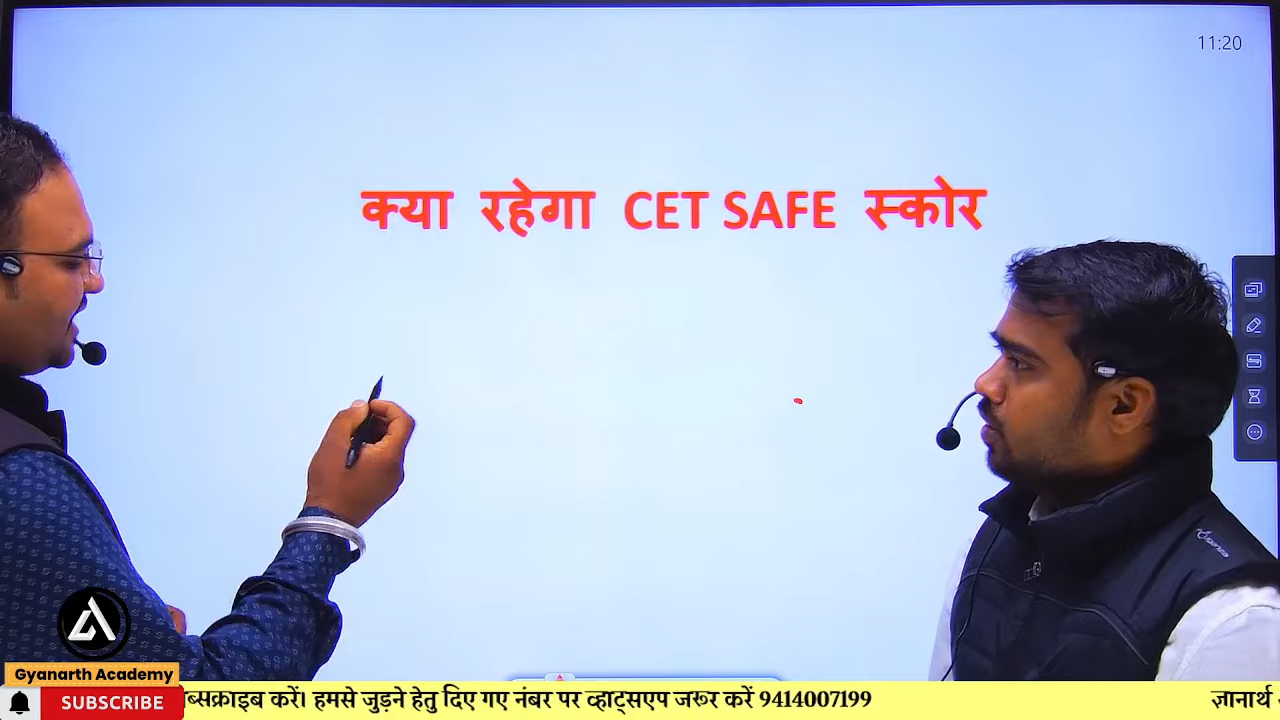 11:20
क्या रहेगा CET SAFE स्कोर
Gyanarth Academy
SUBSCRIBE
ब्सक्राइब करें। हमसे जुड़ने हेतु दिए गए नंबर पर व्हाट्सएप जरूर करें 9414007199
ज्ञानार्थ